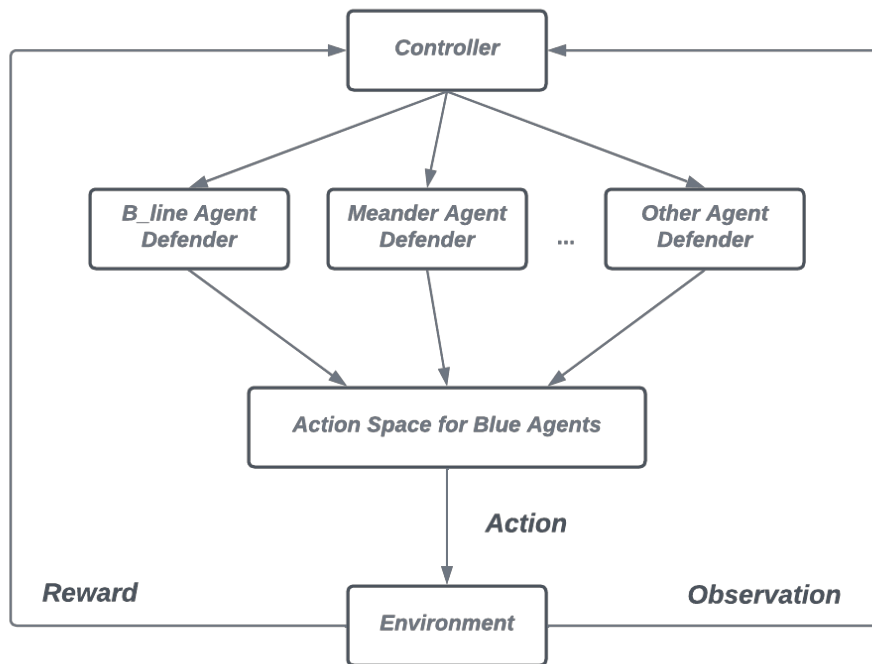 Controller
B_line Agent
Defender
Meander Agent
Defender
...
Other Agent
Defender
Action Space for Blue Agents
Action
Reward
Observation
Environment